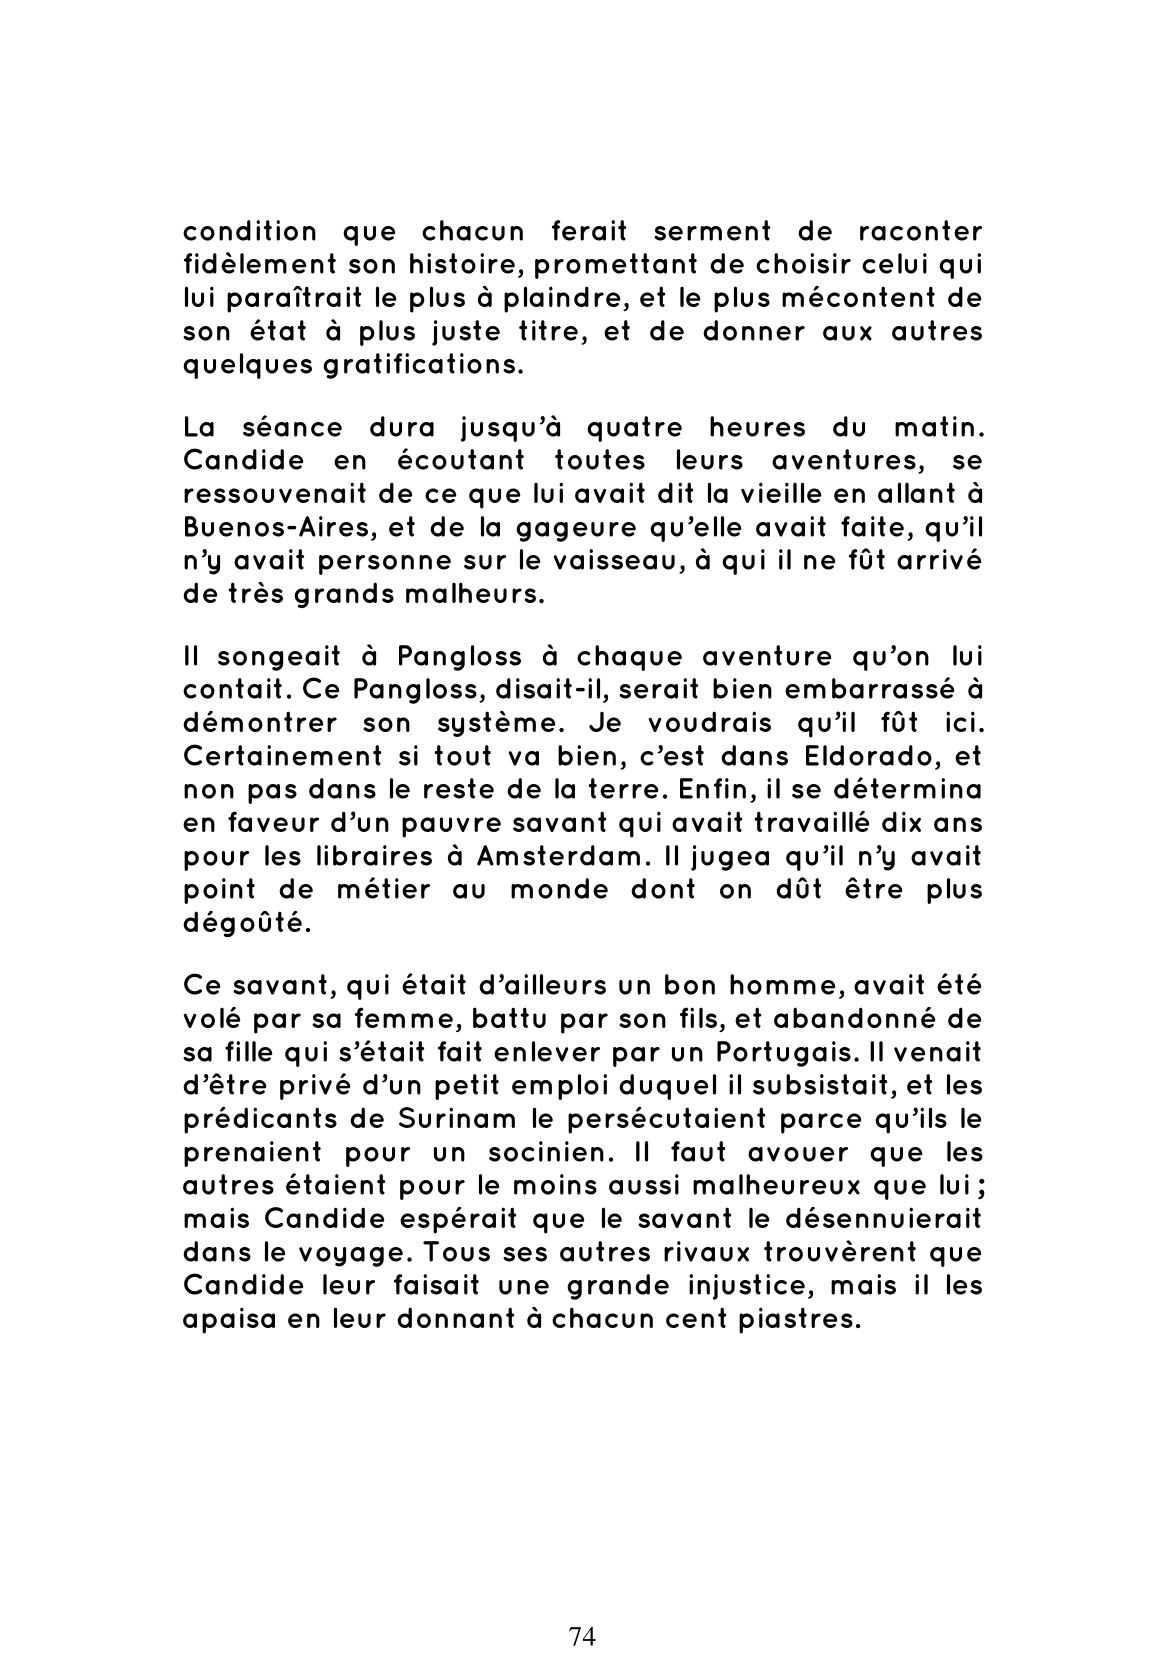 condition que chacun ferait serment de raconter
fidèlement son histoire, promettant de choisir celui qui
lui paraîtrait le plus à plaindre, et le plus mécontent de
son état à plus juste titre, et de donner aux autres
quelques gratifications.
La séance dura jusqu’à quatre heures du matin.
Candide en écoutant toutes leurs aventures, se
ressouvenait de ce que lui avait dit la vieille en allant à
Buenos-Aires, et de la gageure qu’elle avait faite, qu’il
n’y avait personne sur le vaisseau, à qui il ne fût arrivé
de très grands malheurs.
Il songeait à Pangloss à chaque aventure qu’on lui
contait. Ce Pangloss, disait-il, serait bien embarrassé à
démontrer son système. Je voudrais qu’il fût ici.
Certainement si tout va bien, c’est dans Eldorado, et
non pas dans le reste de la terre. Enfin, il se détermina
en faveur d’un pauvre savant qui avait travaillé dix ans
pour les libraires à Amsterdam. Il jugea qu’il n’y avait
point de métier au monde dont on dût être plus
dégoûté.
Ce savant, qui était d’ailleurs un bon homme, avait été
volé par sa femme, battu par son fils, et abandonné de
sa fille qui s’était fait enlever par un Portugais. Il venait
d’être privé d’un petit emploi duquel il subsistait, et les
prédicants de Surinam le persécutaient parce qu’ils le
prenaient pour un socinien. Il faut avouer que les
autres étaient pour le moins aussi malheureux que lui ;
mais Candide espérait que le savant le désennuierait
dans le voyage. Tous ses autres rivaux trouvèrent que
Candide leur faisait une grande injustice, mais il les
apaisa en leur donnant à chacun cent piastres.
74